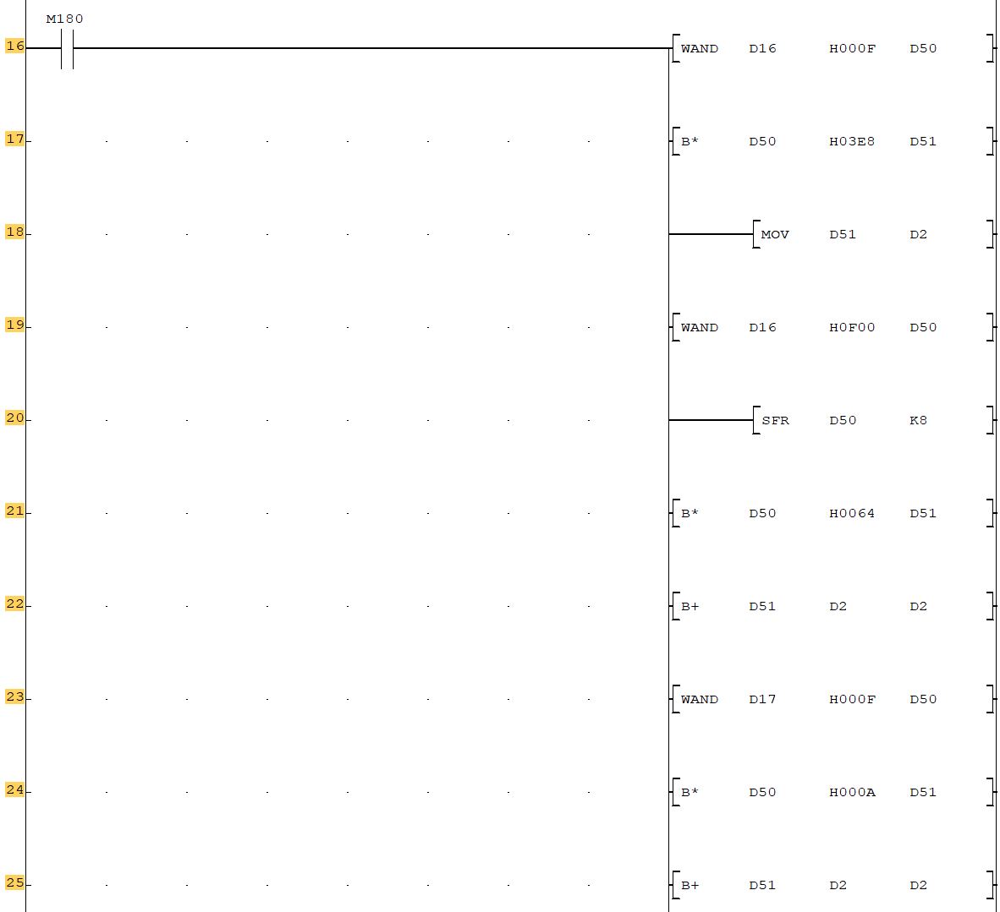 M180
16 WAND D16 H000F D50
17 B* D50 H03E8 D51
18 MOV D51 D2
19 WAND D16 H0F00 D50
20 SFR D50 K8
21 B* D50 H0064 D51
22 B+ D51 D2 D2
23 WAND D17 H000F D50
24 B* D50 H000A D51
25 B+ D51 D2 D2